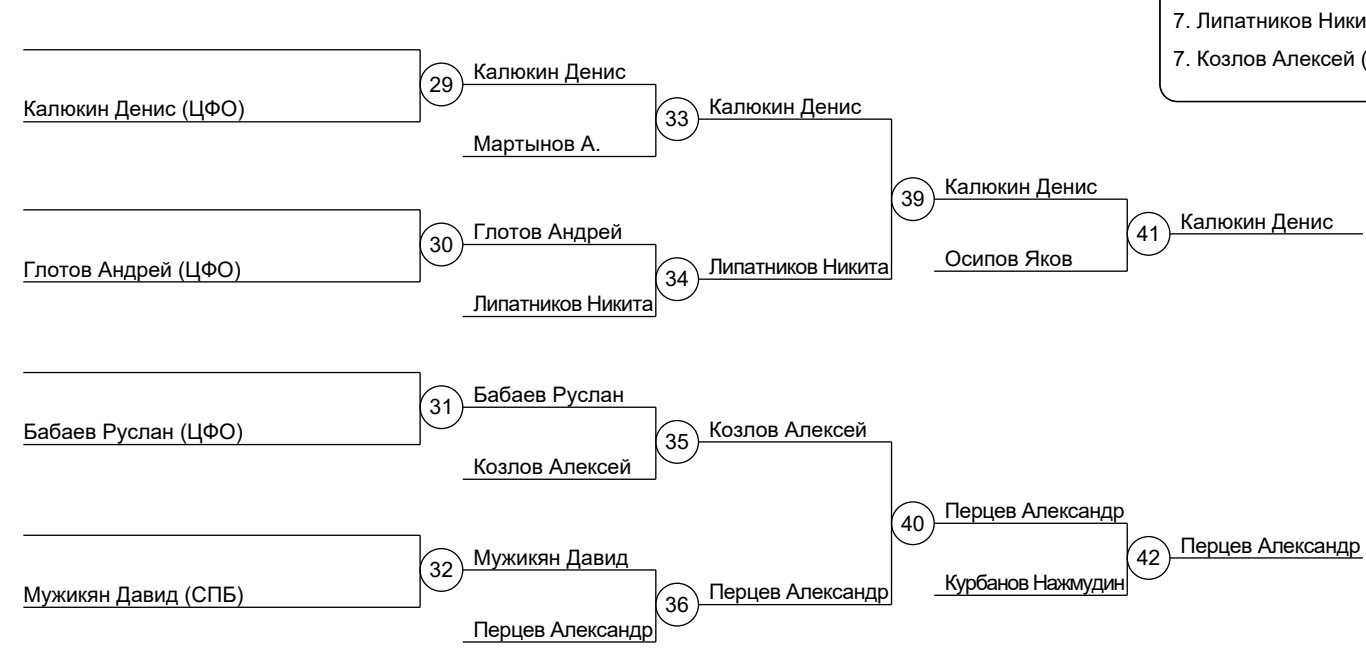 7. Липатников Ники
7. Козлов Алексей (
Калюкин Денис (ЦФО)
29
Калюкин Денис
Мартынов А.
33
Калюкин Денис
Глотов Андрей (ЦФО)
30
Глотов Андрей
Липатников Никита
34
Липатников Никита
39
Калюкин Денис
Осипов Яков
41
Калюкин Денис
Бабаев Руслан (ЦФО)
31
Бабаев Руслан
Козлов Алексей
35
Козлов Алексей
Мужикян Давид (СПБ)
32
Мужикян Давид
Перцев Александр
36
Перцев Александр
40
Перцев Александр
Курбанов Нажмудин
42
Перцев Александр